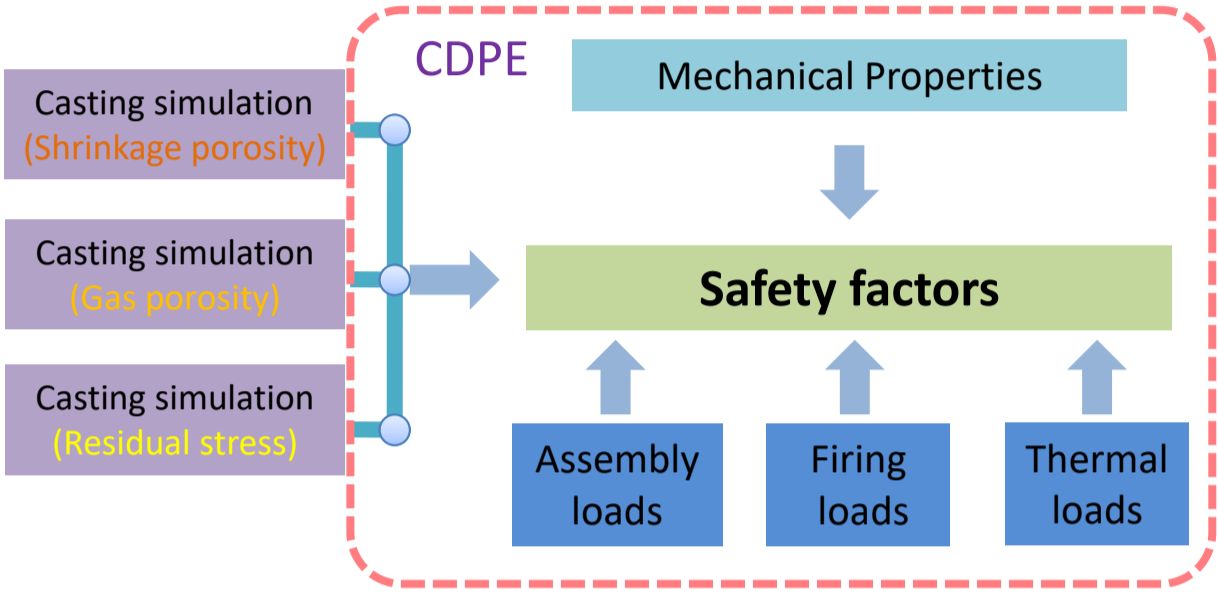 CDPE
Mechanical Properties
Casting simulation
(Shrinkage porosity)
Casting simulation
(Gas porosity)
Casting simulation
(Residual stress)
Safety factors
Assembly
loads
Firing
loads
Thermal
loads